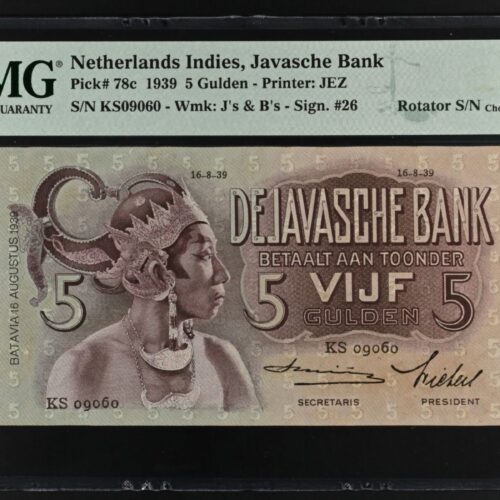 MG®
GUARANTY
Netherlands Indies, Javasche Bank
Pick# 78c 1939 5 Gulden - Printer: JEZ
S/N KS09060 - Wmk: J's & B's - Sign. #26
Rotator S/N
16-8-39
16-8-39
DE JAVASCHE BANK
BETAALT AAN TOONDER
5
5 VIJF 5
GULDEN
BATAVIA 16 AUGUSTUS 1939
KS 09060
KS 09060
SECRETARIS
PRESIDENT